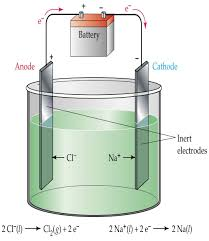 e⁻ e⁻
+ −
Battery
Anode Cathode
+ −
Inert
electrodes
Cl⁻ Na⁺
2 Cl⁻(l) → Cl₂(g) + 2 e⁻ 2 Na⁺(l) + 2 e⁻ → 2 Na(l)